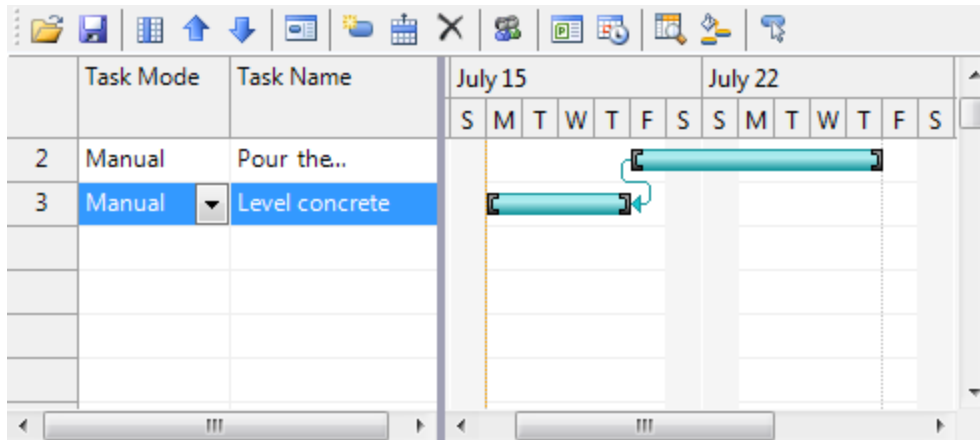 Task Mode Task Name July 15 July 22
S M T W T F S S M T W T F S
2 Manual Pour the...
3 Manual Level concrete